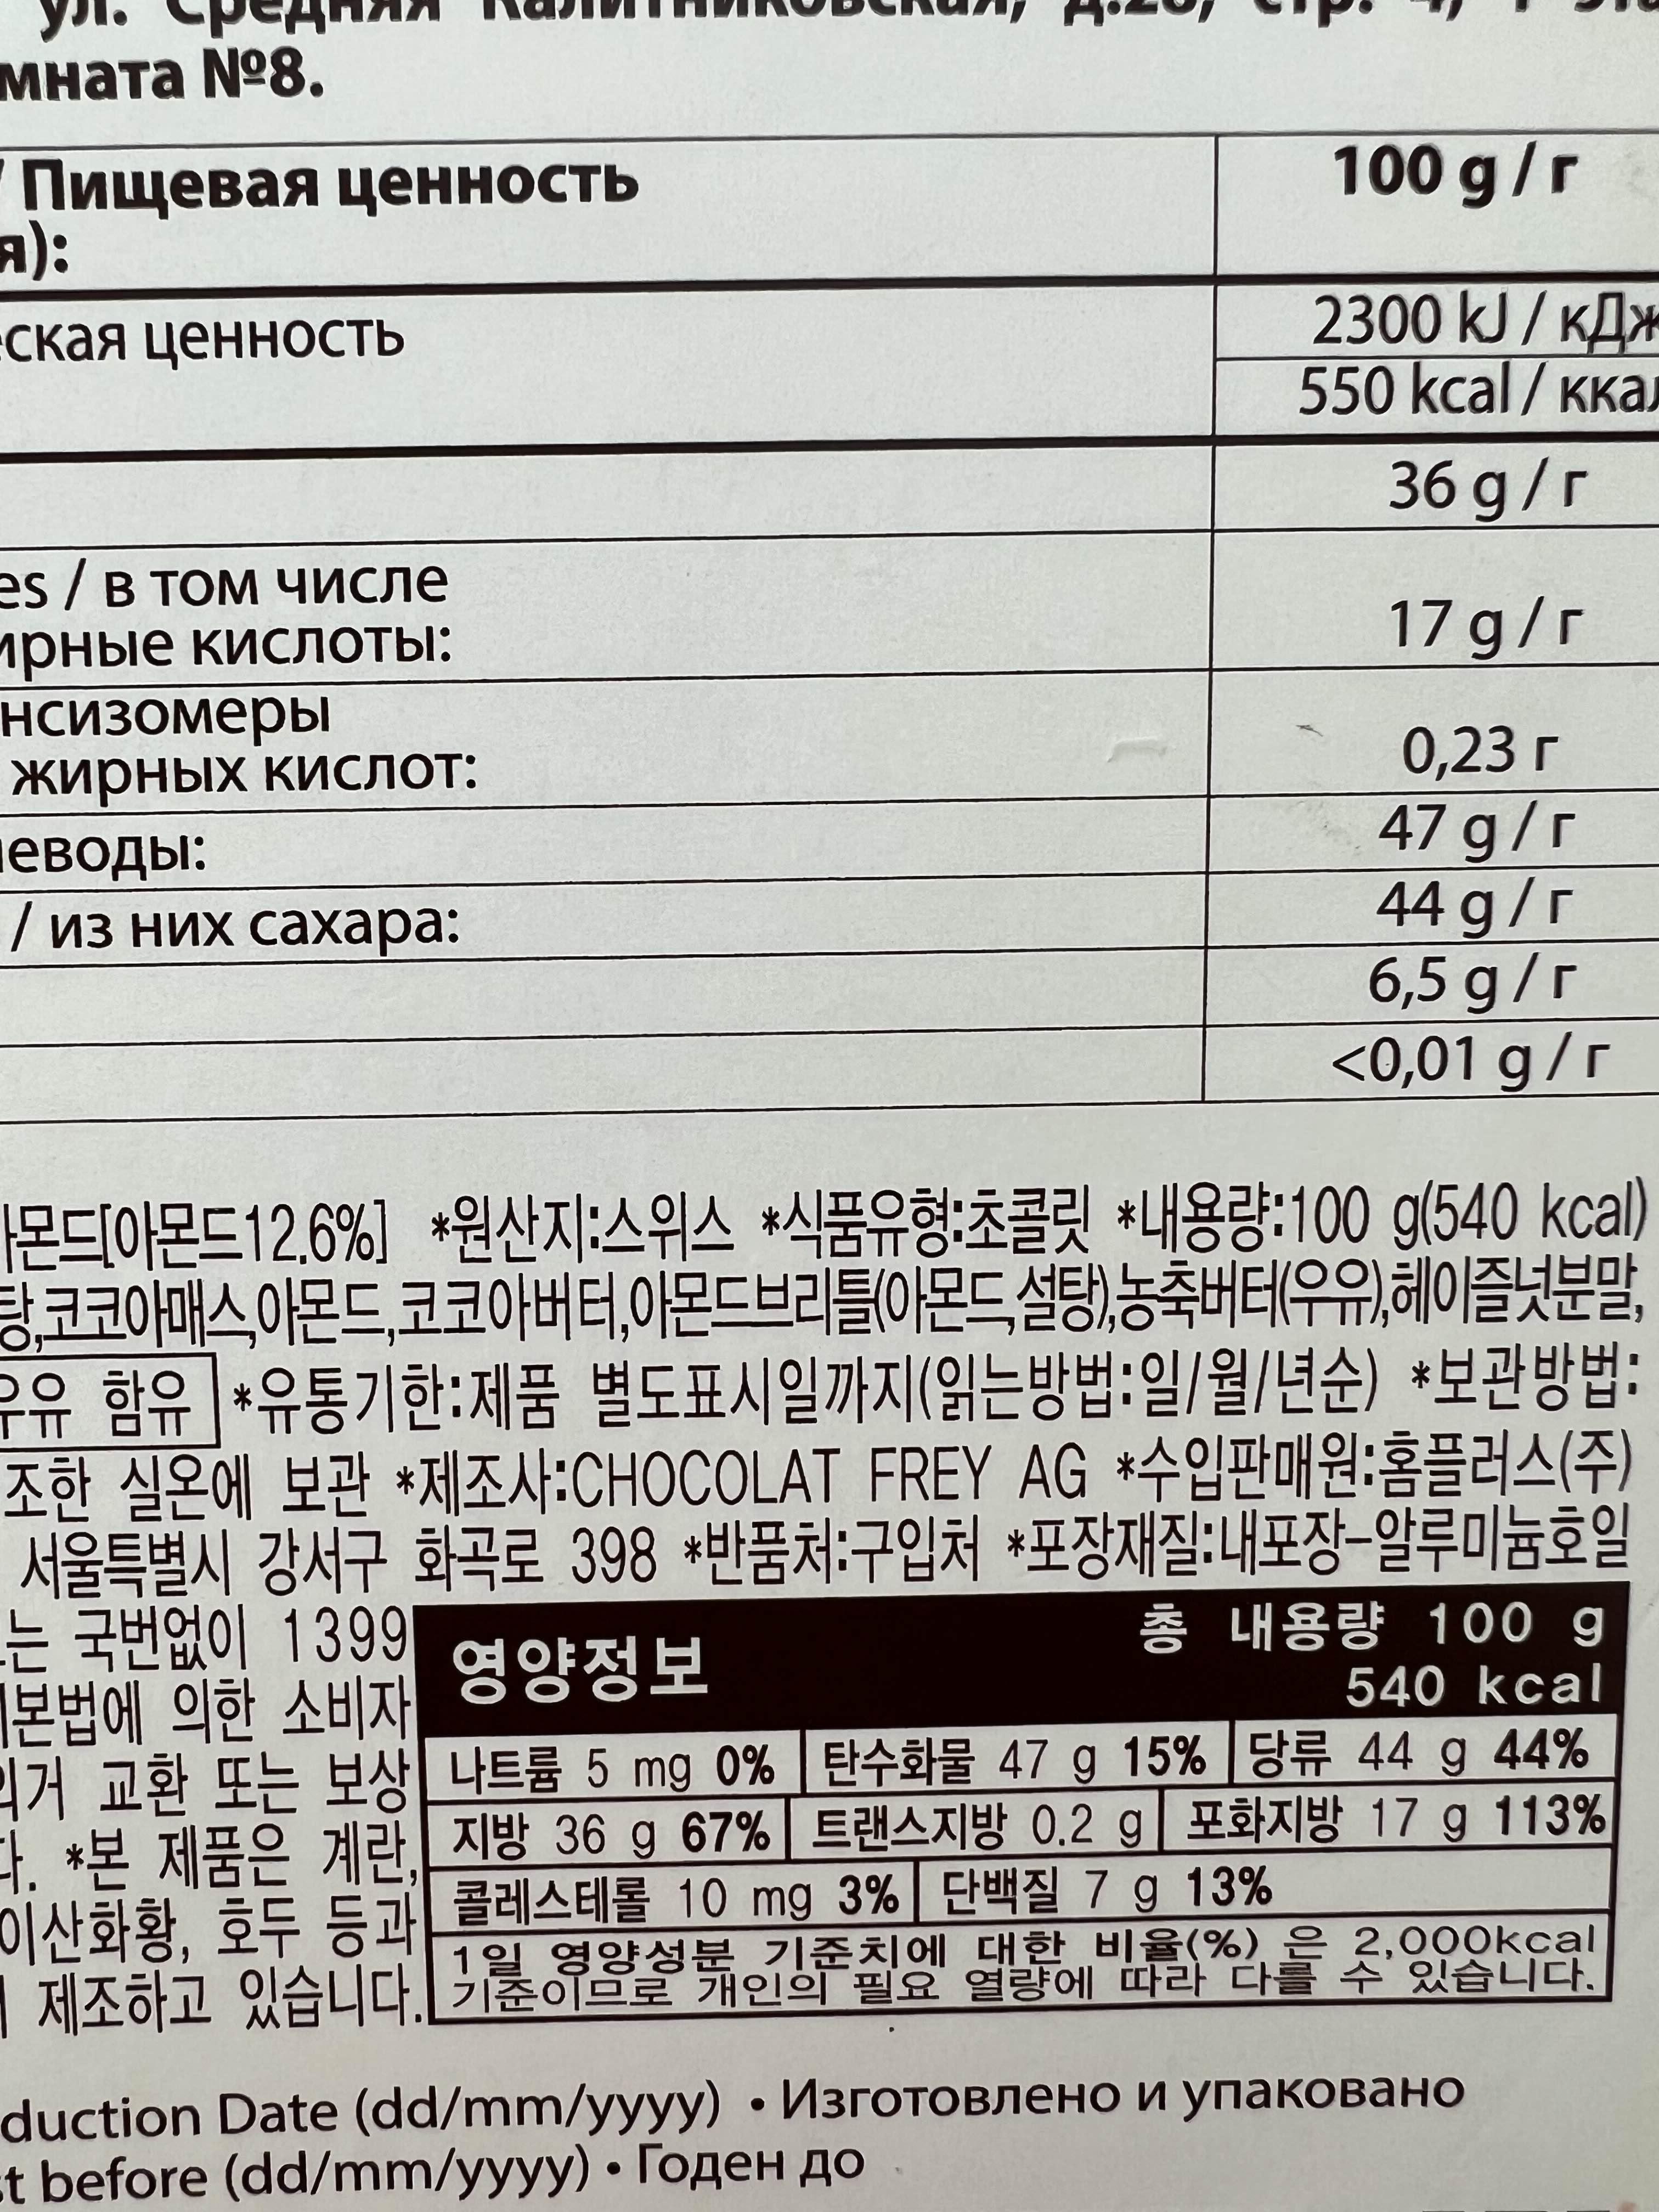 ул. Средняя Калитниковская, д.28, стр. 4, 1
мната №8.
/ Пищевая ценность
я):
100 g / г
ская ценность
2300 kJ / кДж
550 kcal / ккал
36 g / г
es / в том числе
ирные кислоты:
17 g / г
нсизомеры
жирных кислот:
0,23 г
леводы:
47 g / г
/ из них сахара:
44 g / г
6,5 g / г
<0,01 g / г
아몬드[아몬드12.6%] *원산지:스위스 *식품유형:초콜릿 *내용량:100 g(540 kcal)
탕,코코아매스,아몬드,코코아버터,아몬드브리틀(아몬드,설탕),농축버터(우유),헤이즐넛분말,
우유 함유 *유통기한:제품 별도표시일까지(읽는방법:일/월/년순) *보관방법:
조한 실온에 보관 *제조사:CHOCOLAT FREY AG *수입판매원:홈플러스(주)
서울특별시 강서구 화곡로 398 *반품처:구입처 *포장재질:내포장-알루미늄호일
는 국번없이 1399
기본법에 의한 소비자
의거 교환 또는 보상
다. *본 제품은 계란,
이산화황, 호두 등과
제조하고 있습니다.
영양정보
총 내용량 100 g
540 kcal
나트륨 5 mg 0% 탄수화물 47 g 15% 당류 44 g 44%
지방 36 g 67% 트랜스지방 0.2 g 포화지방 17 g 113%
콜레스테롤 10 mg 3% 단백질 7 g 13%
1일 영양성분 기준치에 대한 비율(%) 은 2,000kcal
기준이므로 개인의 필요 열량에 따라 다를 수 있습니다.
duction Date (dd/mm/yyyy) • Изготовлено и упаковано
st before (dd/mm/yyyy) • Годен до